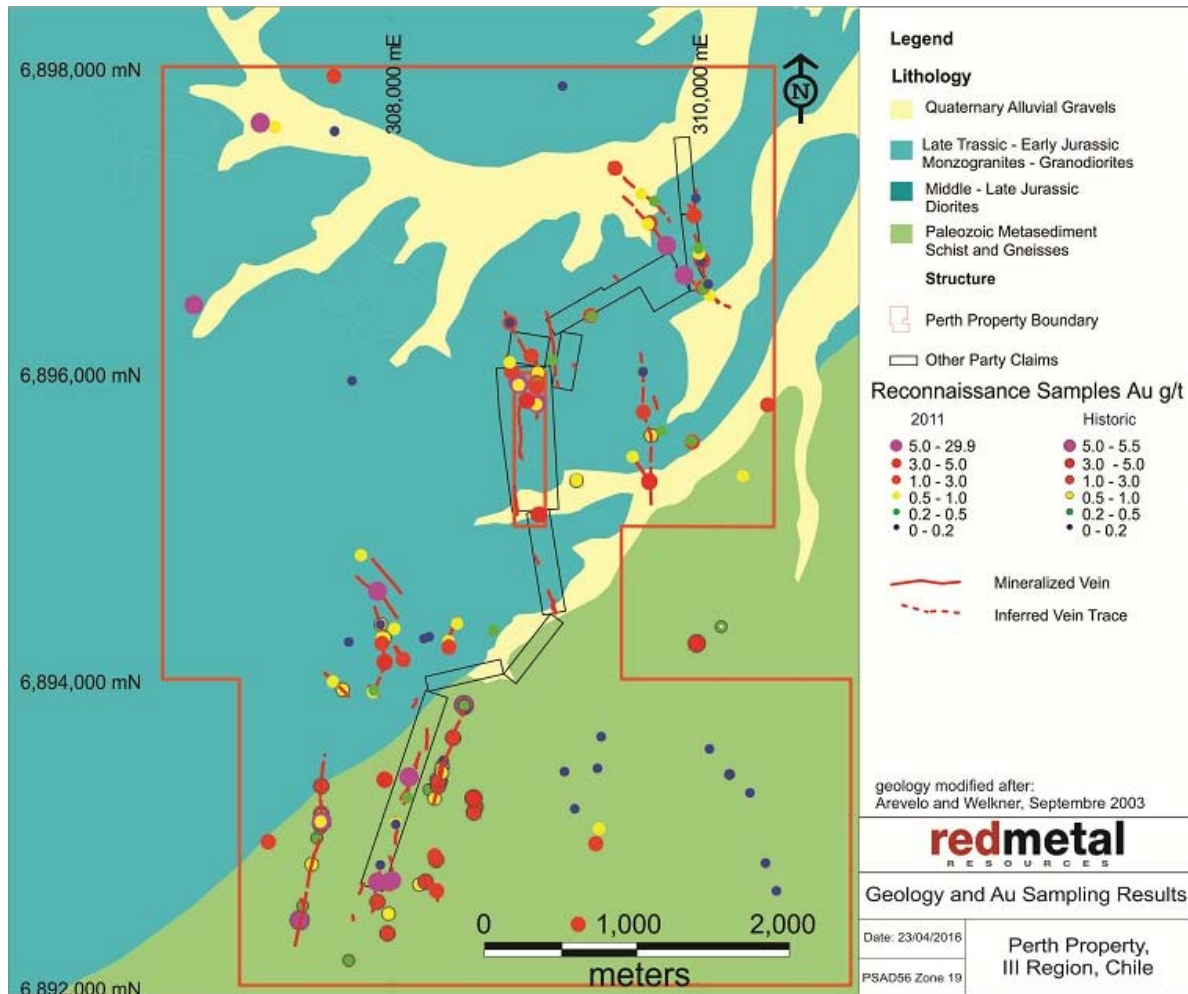 6,898,000 mN
308,000 mE
310,000 mE
N
6,896,000 mN
6,894,000 mN
6,892,000 mN
0 1,000 2,000
meters
Legend
Lithology
Quaternary Alluvial Gravels
Late Trassic - Early Jurassic
Monzogranites - Granodiorites
Middle - Late Jurassic
Diorites
Paleozoic Metasediment
Schist and Gneisses
Structure
Perth Property Boundary
Other Party Claims
Reconnaissance Samples Au g/t
2011 Historic
5.0 - 29.9 5.0 - 5.5
3.0 - 5.0 3.0 - 5.0
1.0 - 3.0 1.0 - 3.0
0.5 - 1.0 0.5 - 1.0
0.2 - 0.5 0.2 - 0.5
0 - 0.2 0 - 0.2
Mineralized Vein
Inferred Vein Trace
geology modified after:
Arevelo and Welkner, Septembre 2003
redmetal
RESOURCES
Geology and Au Sampling Results
Date: 23/04/2016
PSAD56 Zone 19
Perth Property,
III Region, Chile